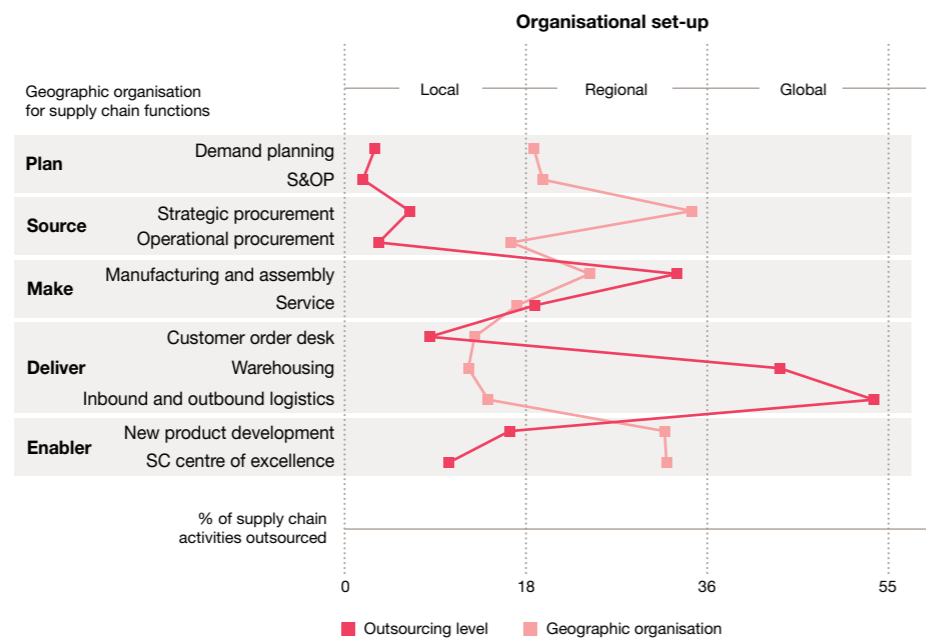 Organisational set-up
Geographic organisation
for supply chain functions
Local
Regional
Global
Plan
Demand planning
S&OP
Source
Strategic procurement
Operational procurement
Make
Manufacturing and assembly
Service
Customer order desk
Deliver
Warehousing
Inbound and outbound logistics
New product development
Enabler
SC centre of excellence
% of supply chain
activities outsourced
0 18 36 55
Outsourcing level
Geographic organisation